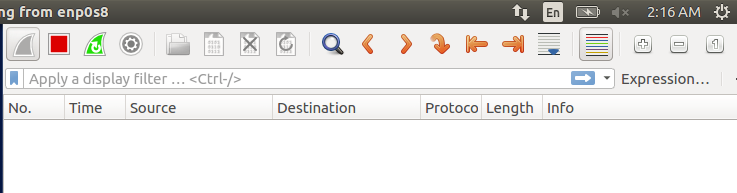 ng from enp0s8 En 2:16 AM
Apply a display filter … <Ctrl-/> Expression…
No. Time Source Destination Protoco Length Info